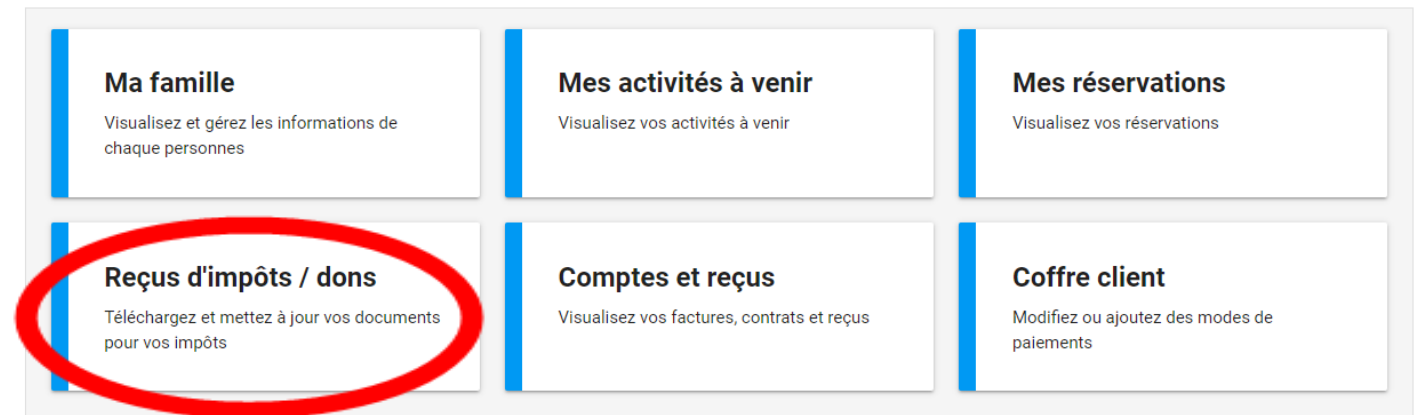 Ma famille
Visualisez et gérez les informations de
chaque personnes
Mes activités à venir
Visualisez vos activités à venir
Mes réservations
Visualisez vos réservations
Reçus d'impôts / dons
Téléchargez et mettez à jour vos documents
pour vos impôts
Comptes et reçus
Visualisez vos factures, contrats et reçus
Coffre client
Modifiez ou ajoutez des modes de
paiements